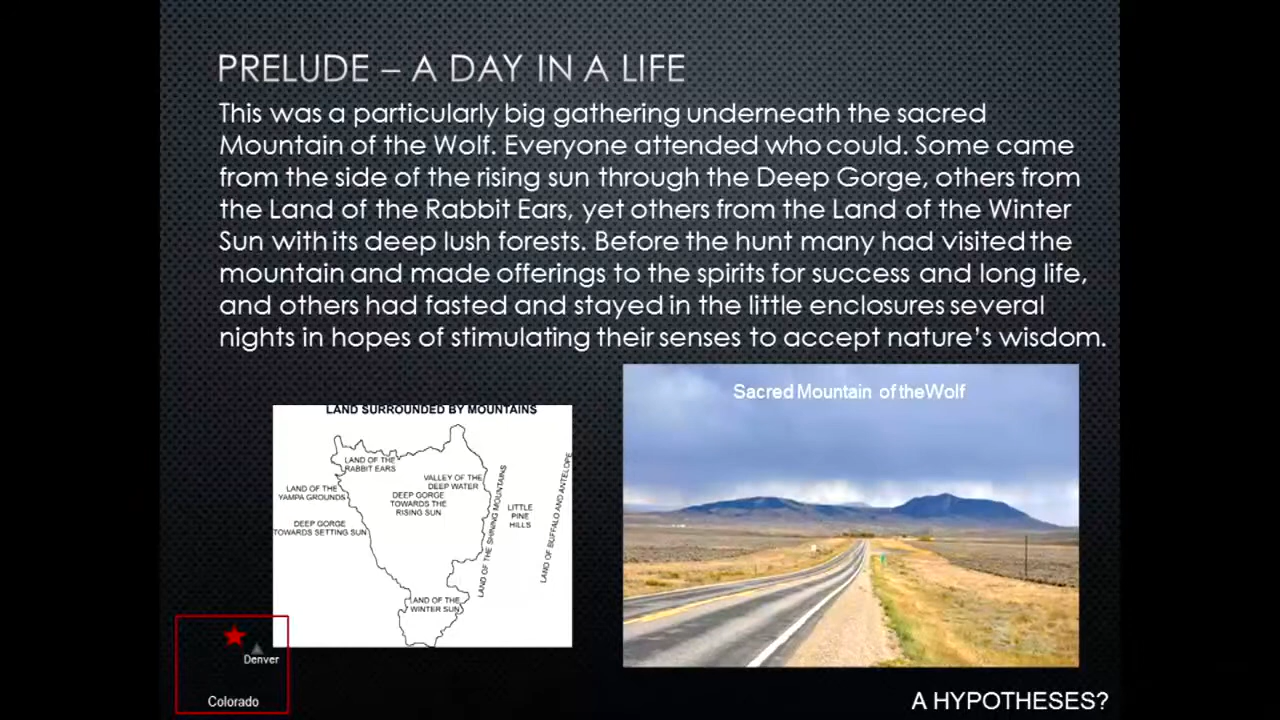 PRELUDE – A DAY IN A LIFE
This was a particularly big gathering underneath the sacred
Mountain of the Wolf. Everyone attended who could. Some came
from the side of the rising sun through the Deep Gorge, others from
the Land of the Rabbit Ears, yet others from the Land of the Winter
Sun with its deep lush forests. Before the hunt many had visited the
mountain and made offerings to the spirits for success and long life,
and others had fasted and stayed in the little enclosures several
nights in hopes of stimulating their senses to accept nature's wisdom.
LAND SURROUNDED BY MOUNTAINS
LAND OF THE
RABBIT EARS
LAND OF THE
YAMPA GROUNDS
VALLEY OF THE
DEEP WATER
DEEP GORGE
TOWARDS THE
RISING SUN
DEEP GORGE
TOWARDS SETTING SUN
LAND OF THE SHINING MOUNTAINS
LITTLE
PINE
HILLS
LAND OF BUFFALO AND ANTELOPE
LAND OF THE
WINTER SUN
Sacred Mountain of the Wolf
Denver
Colorado
A HYPOTHESES?